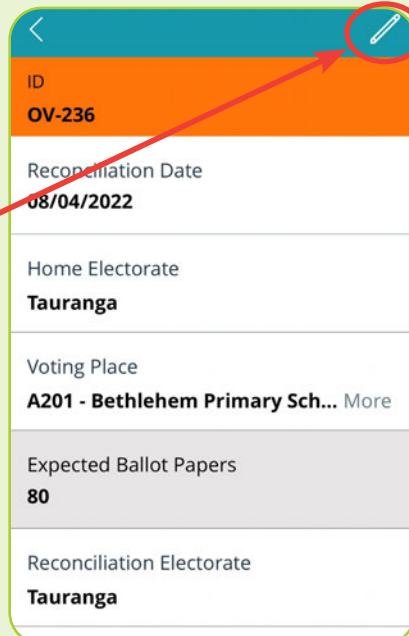 ID
OV-236
Reconciliation Date
08/04/2022
Home Electorate
Tauranga
Voting Place
A201 - Bethlehem Primary Sch... More
Expected Ballot Papers
80
Reconciliation Electorate
Tauranga